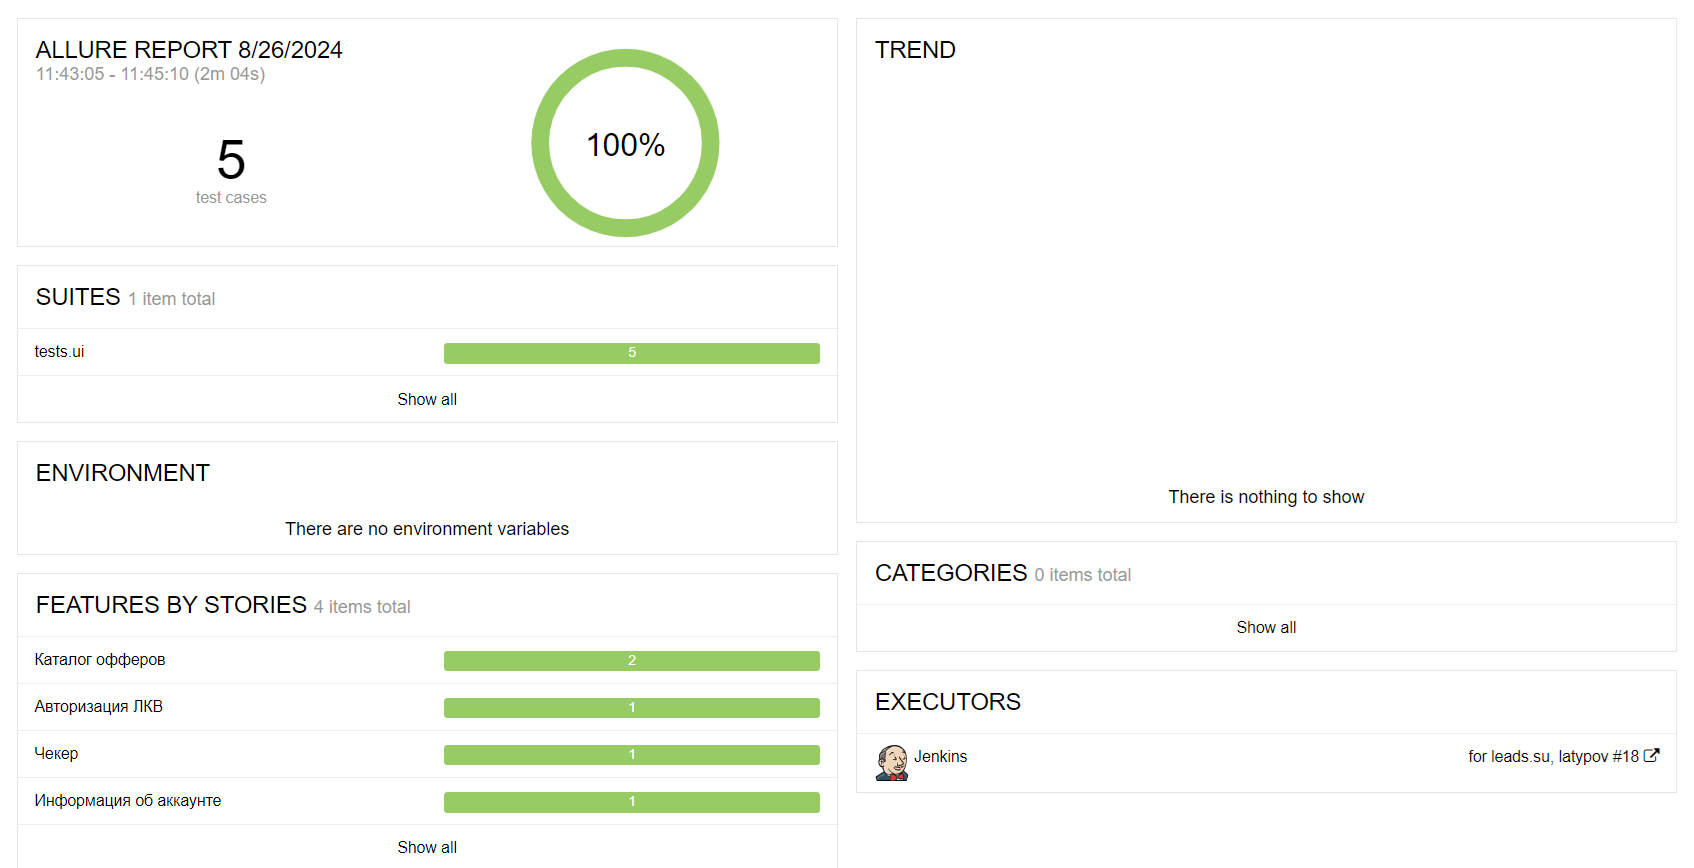 ALLURE REPORT 8/26/2024
11:43:05 - 11:45:10 (2m 04s)
5
test cases
100%
SUITES 1 item total
tests.ui 5
Show all
ENVIRONMENT
There are no environment variables
FEATURES BY STORIES 4 items total
Каталог офферов 2
Авторизация ЛКВ 1
Чекер 1
Информация об аккаунте 1
Show all
TREND
There is nothing to show
CATEGORIES 0 items total
Show all
EXECUTORS
Jenkins for leads.su, latypov #18